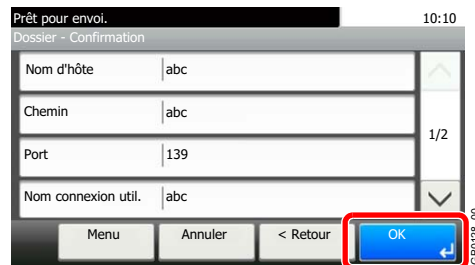 Prêt pour envoi. 10:10
Dossier - Confirmation
Nom d'hôte abc
Chemin abc
1/2
Port 139
Nom connexion util. abc
Menu Annuler < Retour OK
GB0128_00